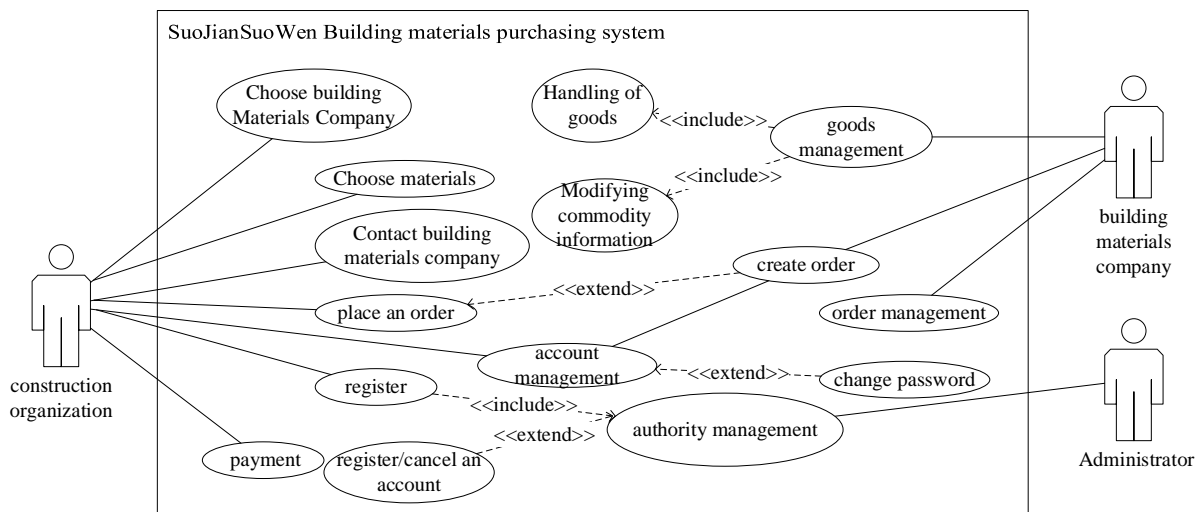 SuoJianSuoWen Building materials purchasing system
Choose building
Materials Company
Handling of
goods
<<include>>
goods
management
Choose materials
<<include>>
Modifying
commodity
information
building
materials
company
Contact building
materials company
create order
<<extend>>
place an order
order management
account
management
<<extend>>
change password
construction
organization
register
<<include>>
<<extend>>
authority management
payment
register/cancel an
account
Administrator